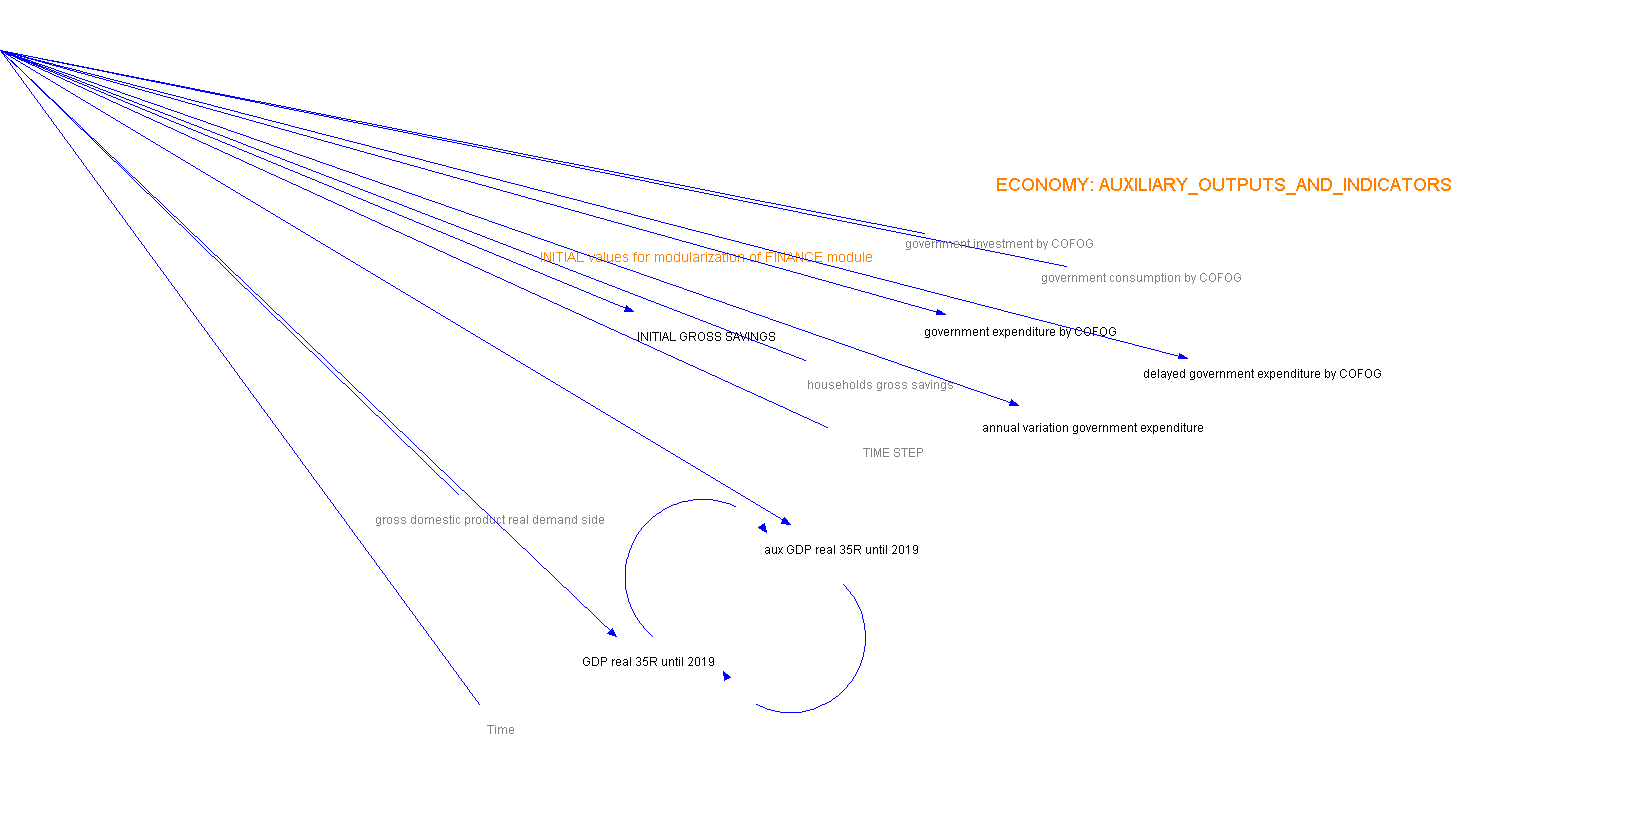 ECONOMY: AUXILIARY_OUTPUTS_AND_INDICATORS
government investment by COFOG
INITIAL values for modularization of FINANCE module
government consumption by COFOG
government expenditure by COFOG
INITIAL GROSS SAVINGS
delayed government expenditure by COFOG
households gross savings
annual variation government expenditure
TIME STEP
gross domestic product real demand side
aux GDP real 35R until 2019
GDP real 35R until 2019
Time